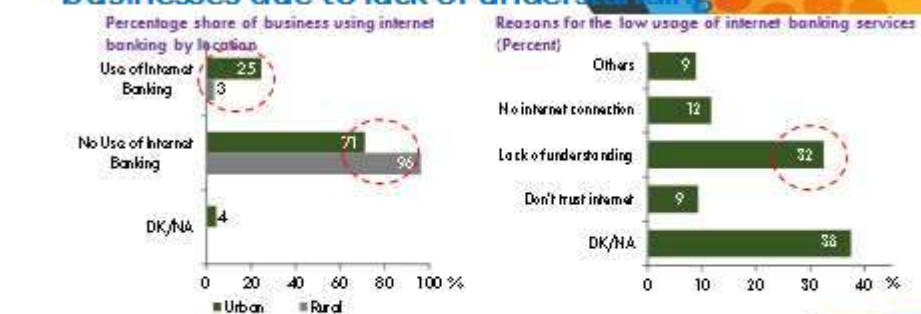 businesses due to lack of understanding
Percentage share of business using internet
banking by location
Use of Internet
Banking
25
3
No Use of Internet
Banking
71
96
DK/NA
4
0 20 40 60 80 100 %
Urban Rural
Reasons for the low usage of internet banking services
(Percent)
Others
9
No internet connection
12
Lack of understanding
32
Don't trust internet
9
DK/NA
38
0 10 20 30 40 %